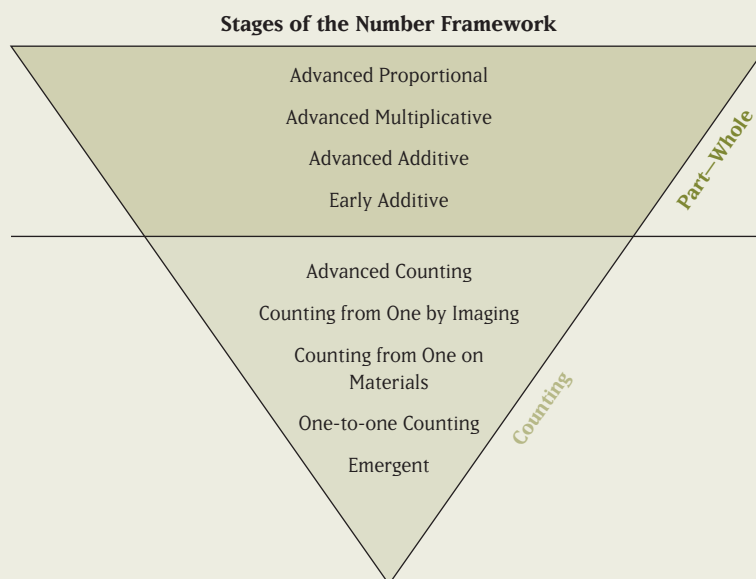 Stages of the Number Framework
Advanced Proportional
Advanced Multiplicative
Advanced Additive
Early Additive
Part—Whole
Advanced Counting
Counting from One by Imaging
Counting from One on
Materials
One-to-one Counting
Emergent
Counting